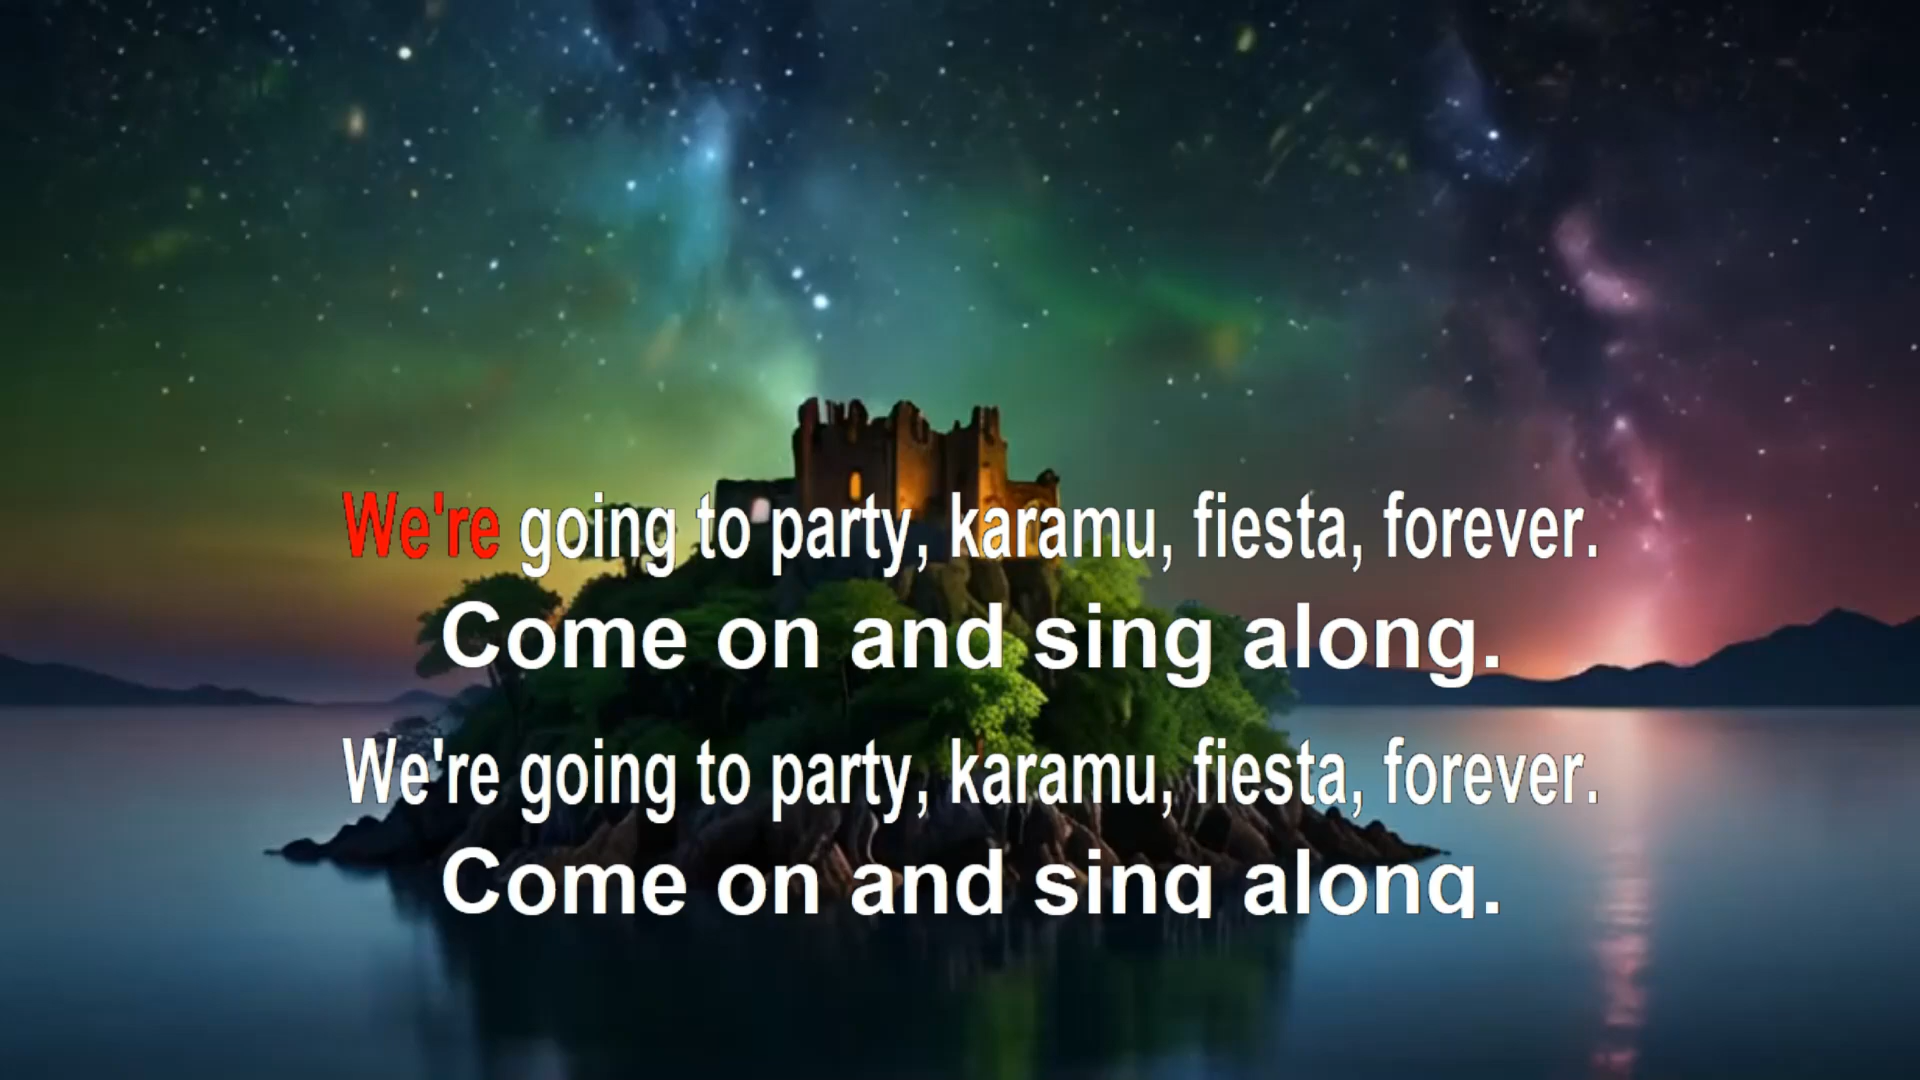 We're going to party, karamu, fiesta, forever.
Come on and sing along.
We're going to party, karamu, fiesta, forever.
Come on and sing along.